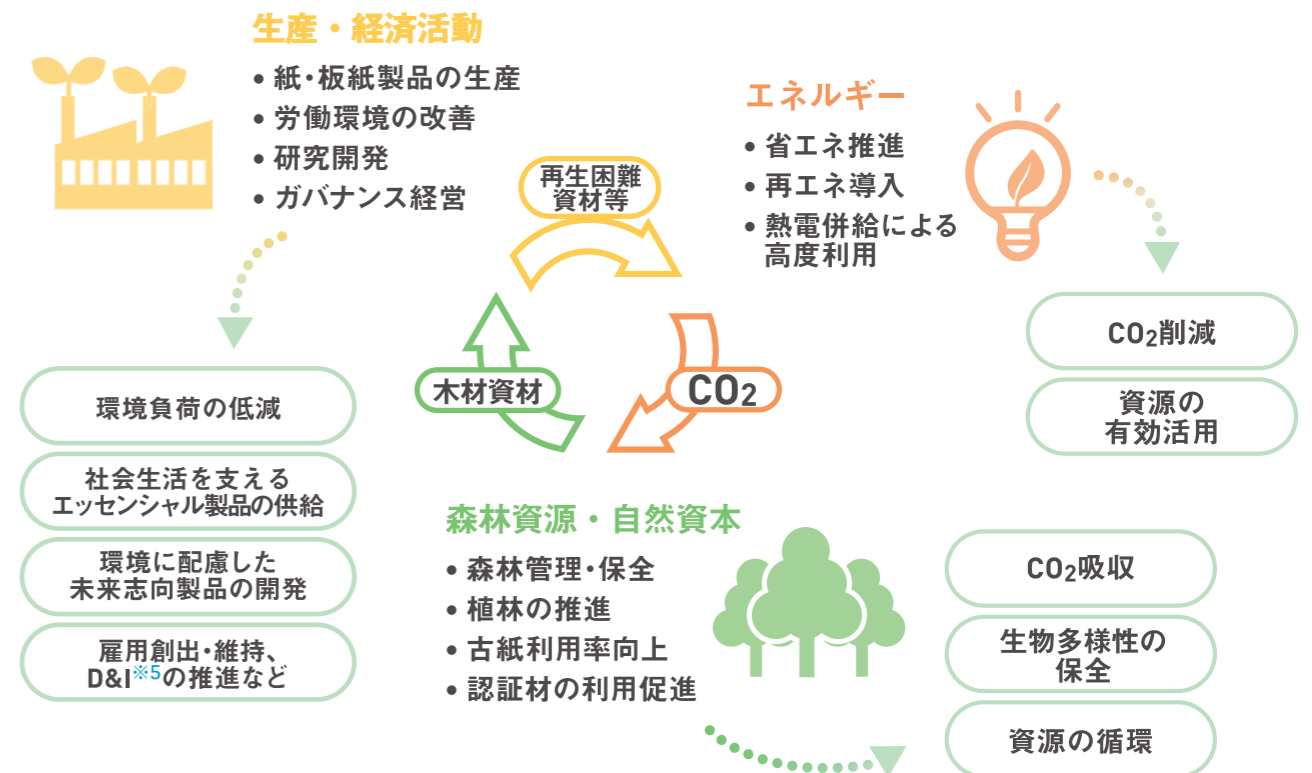 生産・経済活動
• 紙・板紙製品の生産
• 労働環境の改善
• 研究開発
• ガバナンス経営
再生困難
資材等
エネルギー
• 省エネ推進
• 再エネ導入
• 熱電併給による
高度利用
木材資材
CO2
環境負荷の低減
社会生活を支える
エッセンシャル製品の供給
環境に配慮した
未来志向製品の開発
雇用創出・維持、
D&I※5の推進など
CO2削減
資源の
有効活用
森林資源・自然資本
• 森林管理・保全
• 植林の推進
• 古紙利用率向上
• 認証材の利用促進
CO2吸収
生物多様性の
保全
資源の循環